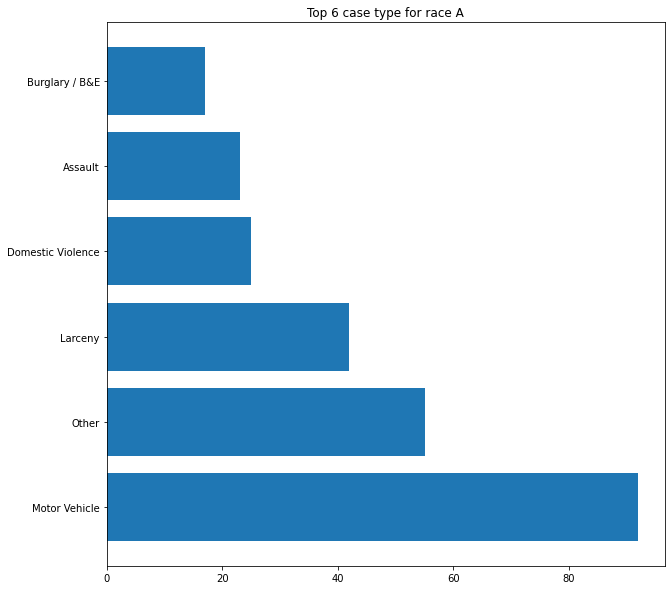 Top 6 case type for race A
Burglary / B&E
Assault
Domestic Violence
Larceny
Other
Motor Vehicle
0 20 40 60 80